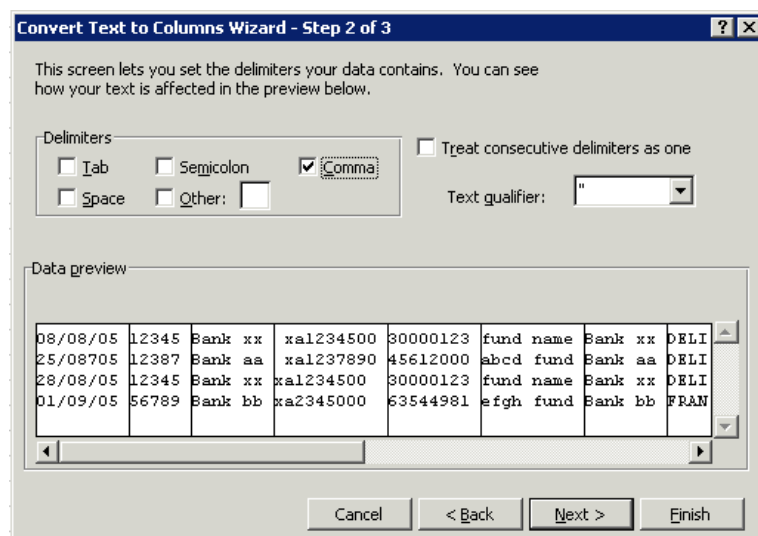 Convert Text to Columns Wizard - Step 2 of 3
This screen lets you set the delimiters your data contains. You can see
how your text is affected in the preview below.
Delimiters
Tab Semicolon Comma
Space Other:
Treat consecutive delimiters as one
Text qualifier: "
Data preview
08/08/05 12345 Bank xx xa1234500 30000123 fund name Bank xx DELI
25/08705 12387 Bank aa xa1237890 45612000 abcd fund Bank aa DELI
28/08/05 12345 Bank xx xa1234500 30000123 fund name Bank xx DELI
01/09/05 56789 Bank bb xa2345000 63544981 efgh fund Bank bb FRAN
Cancel < Back Next > Finish